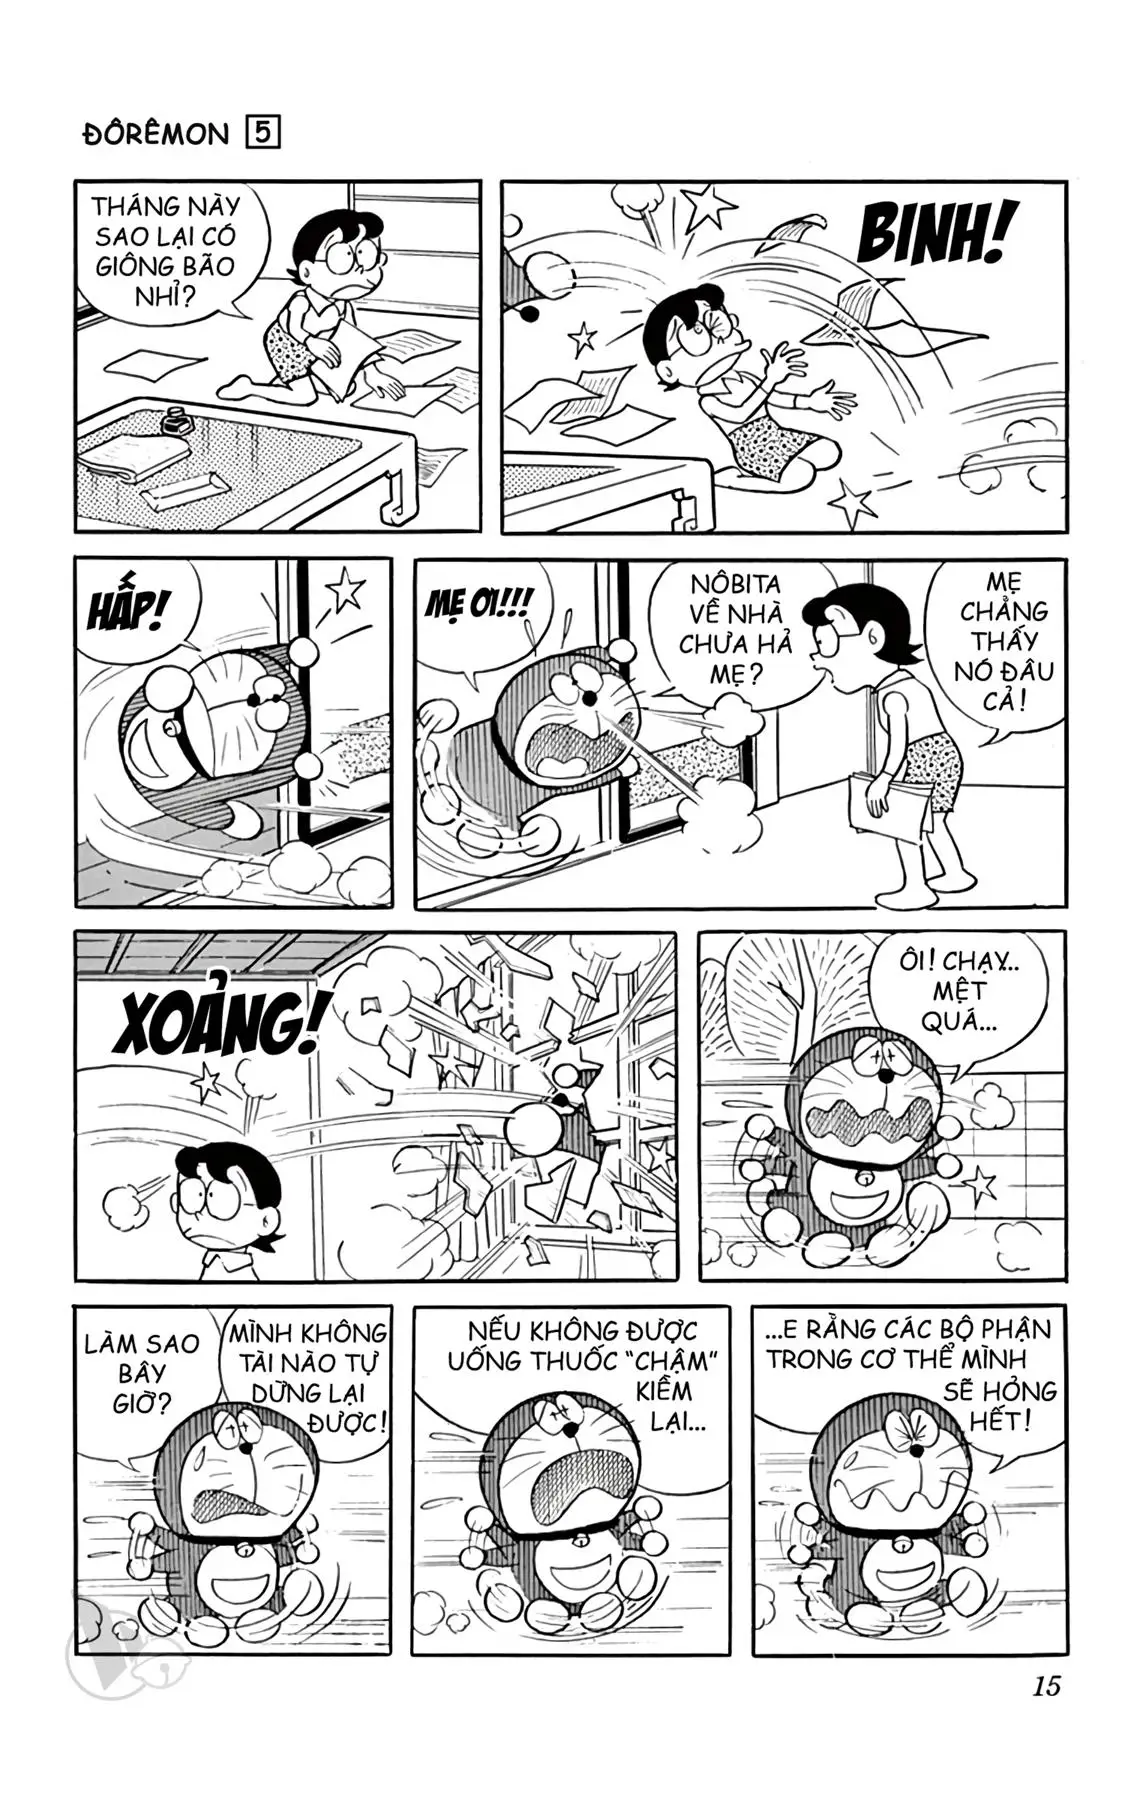 ĐÔRÊMON 5
THÁNG NÀY
SAO LẠI CÓ
GIÔNG BÃO
NHỈ?
BINH!
HẤP!
MẸ ƠI!!!
NÔBITA
VỀ NHÀ
CHƯA HẢ
MẸ?
MẸ
CHẲNG
THẤY
NÓ ĐÂU
CẢ!
XOẢNG!
ÔI! CHẠY...
MỆT
QUÁ...
LÀM SAO
BÂY
GIỜ?
MÌNH KHÔNG
TÀI NÀO TỰ
DỪNG LẠI
ĐƯỢC!
NẾU KHÔNG ĐƯỢC
UỐNG THUỐC "CHẬM"
KIỀM
LẠI...
...E RẰNG CÁC BỘ PHẬN
TRONG CƠ THỂ MÌNH
SẼ HỎNG
HẾT!
15